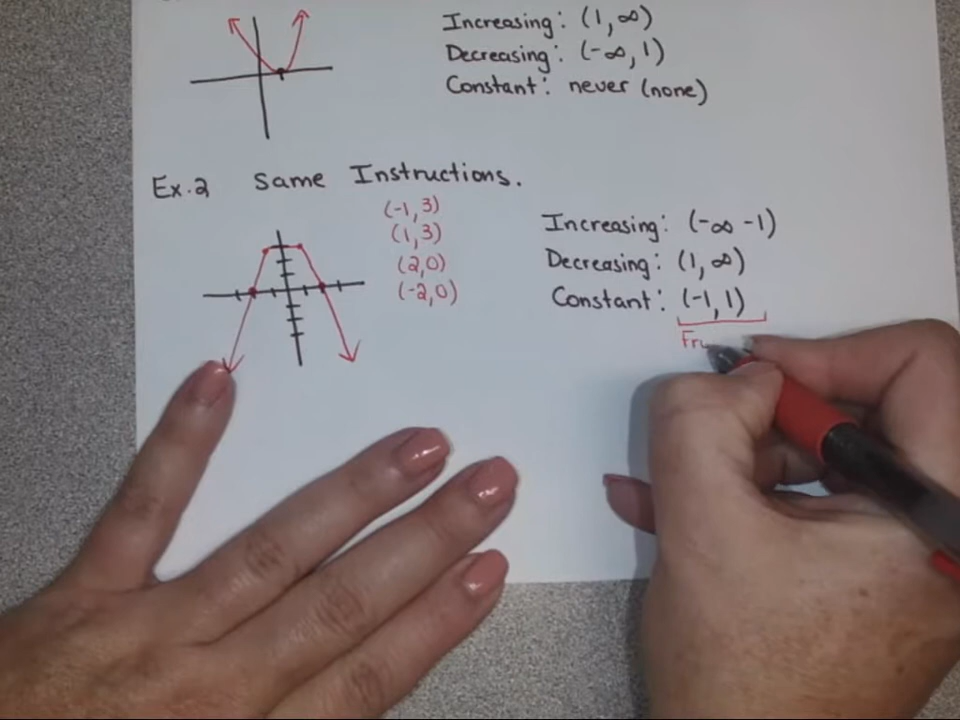 Increasing: (1, ∞)
Decreasing: (-∞, 1)
Constant: never (none)
Ex.2 Same Instructions.
(-1, 3)
(1, 3)
(2, 0)
(-2, 0)
Increasing: (-∞ -1)
Decreasing: (1, ∞)
Constant: (-1, 1)